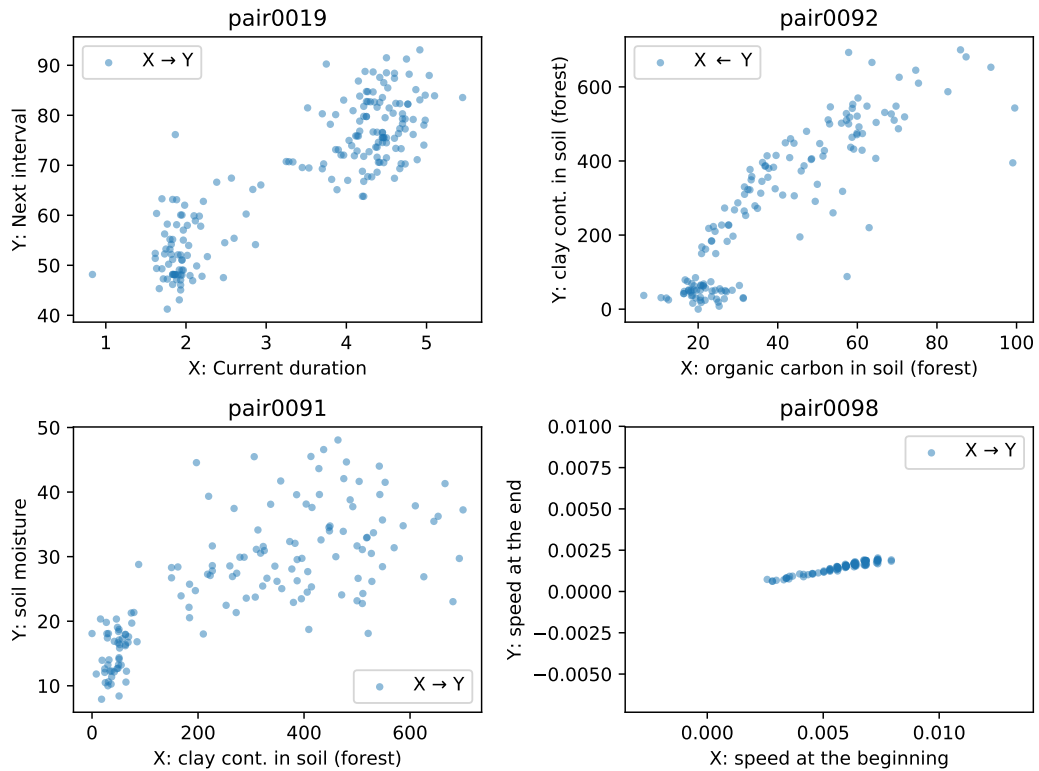 pair0019
X → Y
90
80
70
60
50
40
1 2 3 4 5
Y: Next interval
X: Current duration
pair0092
X ← Y
600
400
200
0
20 40 60 80 100
Y: clay cont. in soil (forest)
X: organic carbon in soil (forest)
pair0091
50
40
30
20
10
X → Y
0 200 400 600
Y: soil moisture
X: clay cont. in soil (forest)
pair0098
0.0100
X → Y
0.0075
0.0050
0.0025
0.0000
−0.0025
−0.0050
0.000 0.005 0.010
Y: speed at the end
X: speed at the beginning